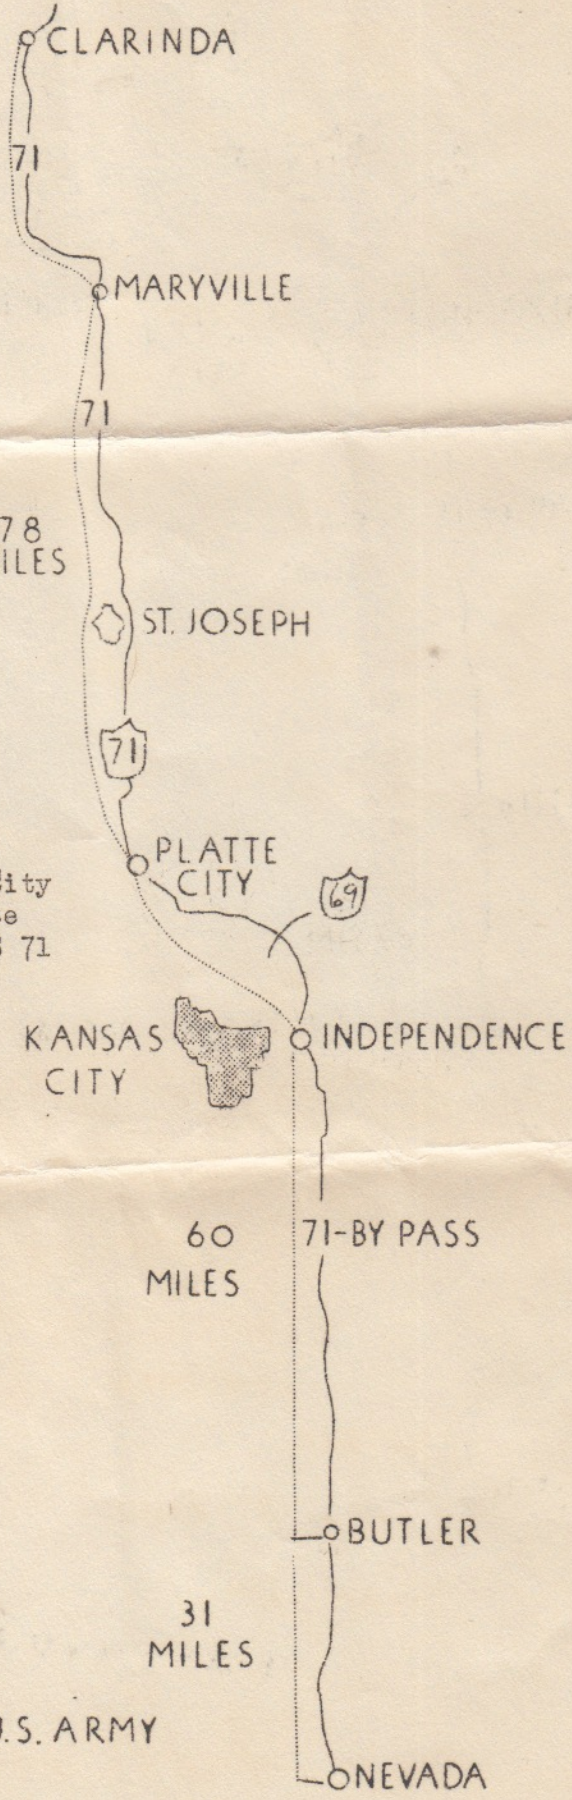 CLARINDA
71
MARYVILLE
71
78
ILES
ST. JOSEPH
71
PLATTE
CITY
69
City
71
KANSAS
CITY
INDEPENDENCE
60
MILES
71-BY PASS
BUTLER
31
MILES
U.S. ARMY
NEVADA